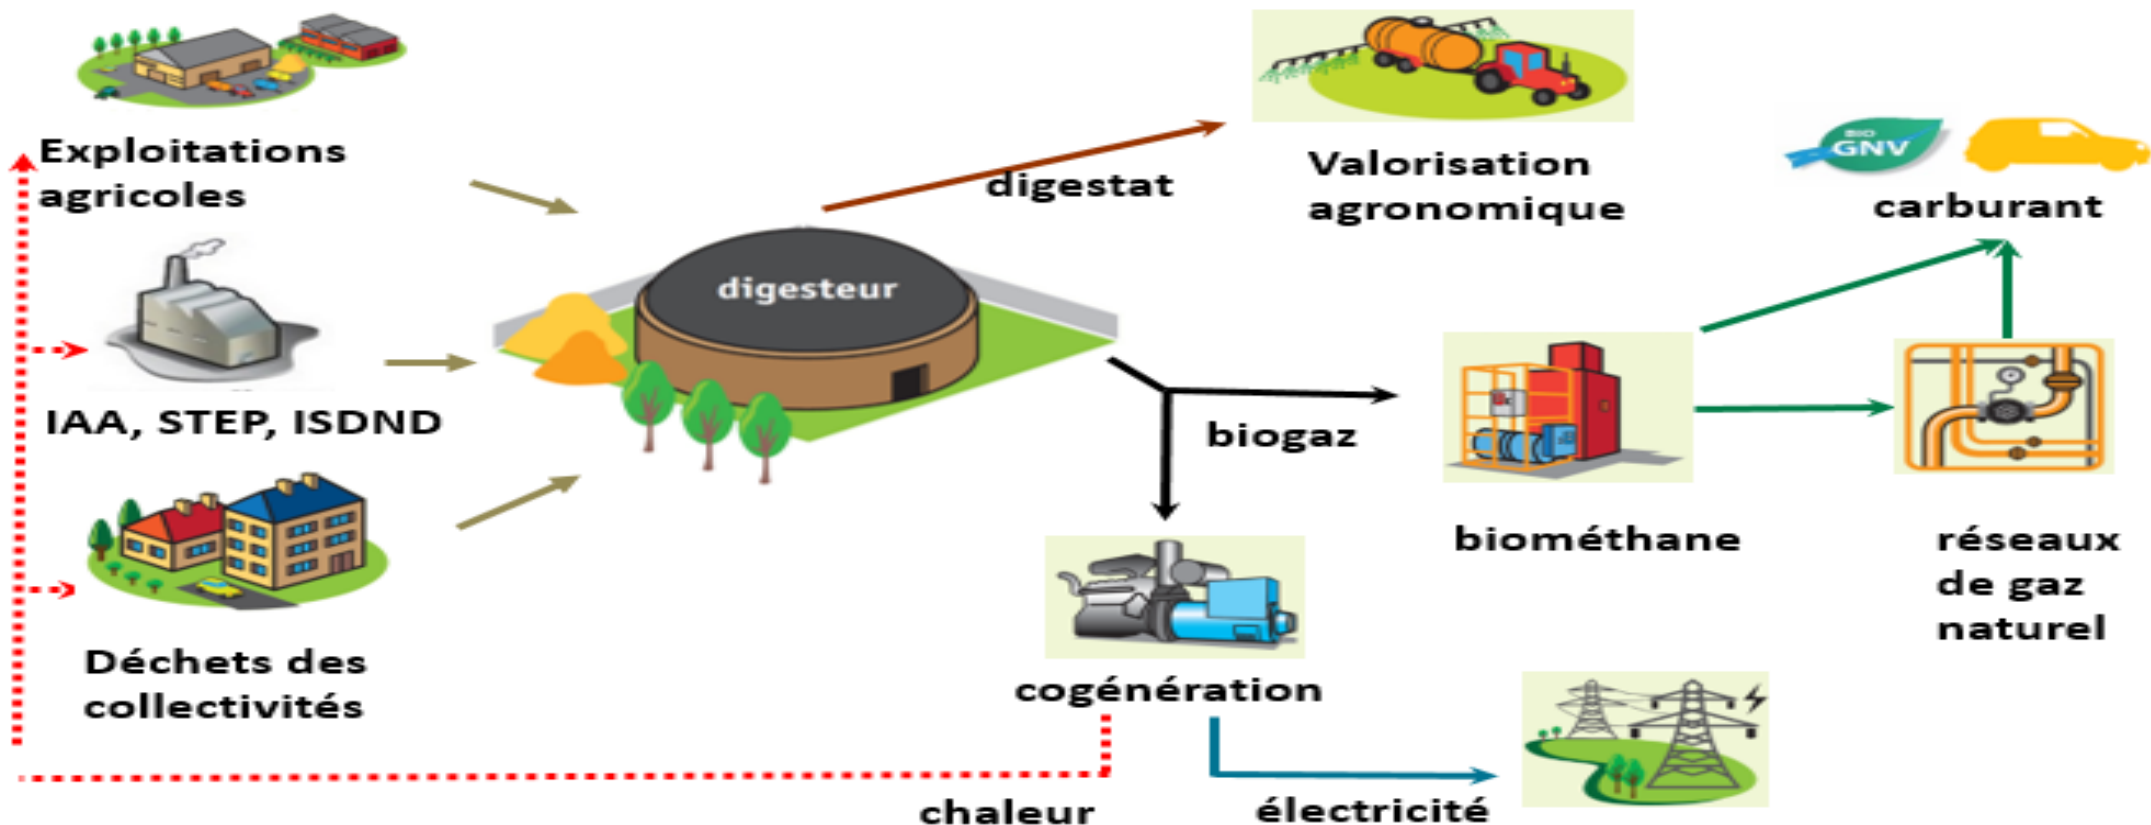 Exploitations
agricoles
digestat
Valorisation
agronomique
BIO
GNV
carburant
digesteur
IAA, STEP, ISDND
biogaz
biométhane
réseaux
de gaz
naturel
Déchets des
collectivités
cogénération
chaleur
électricité